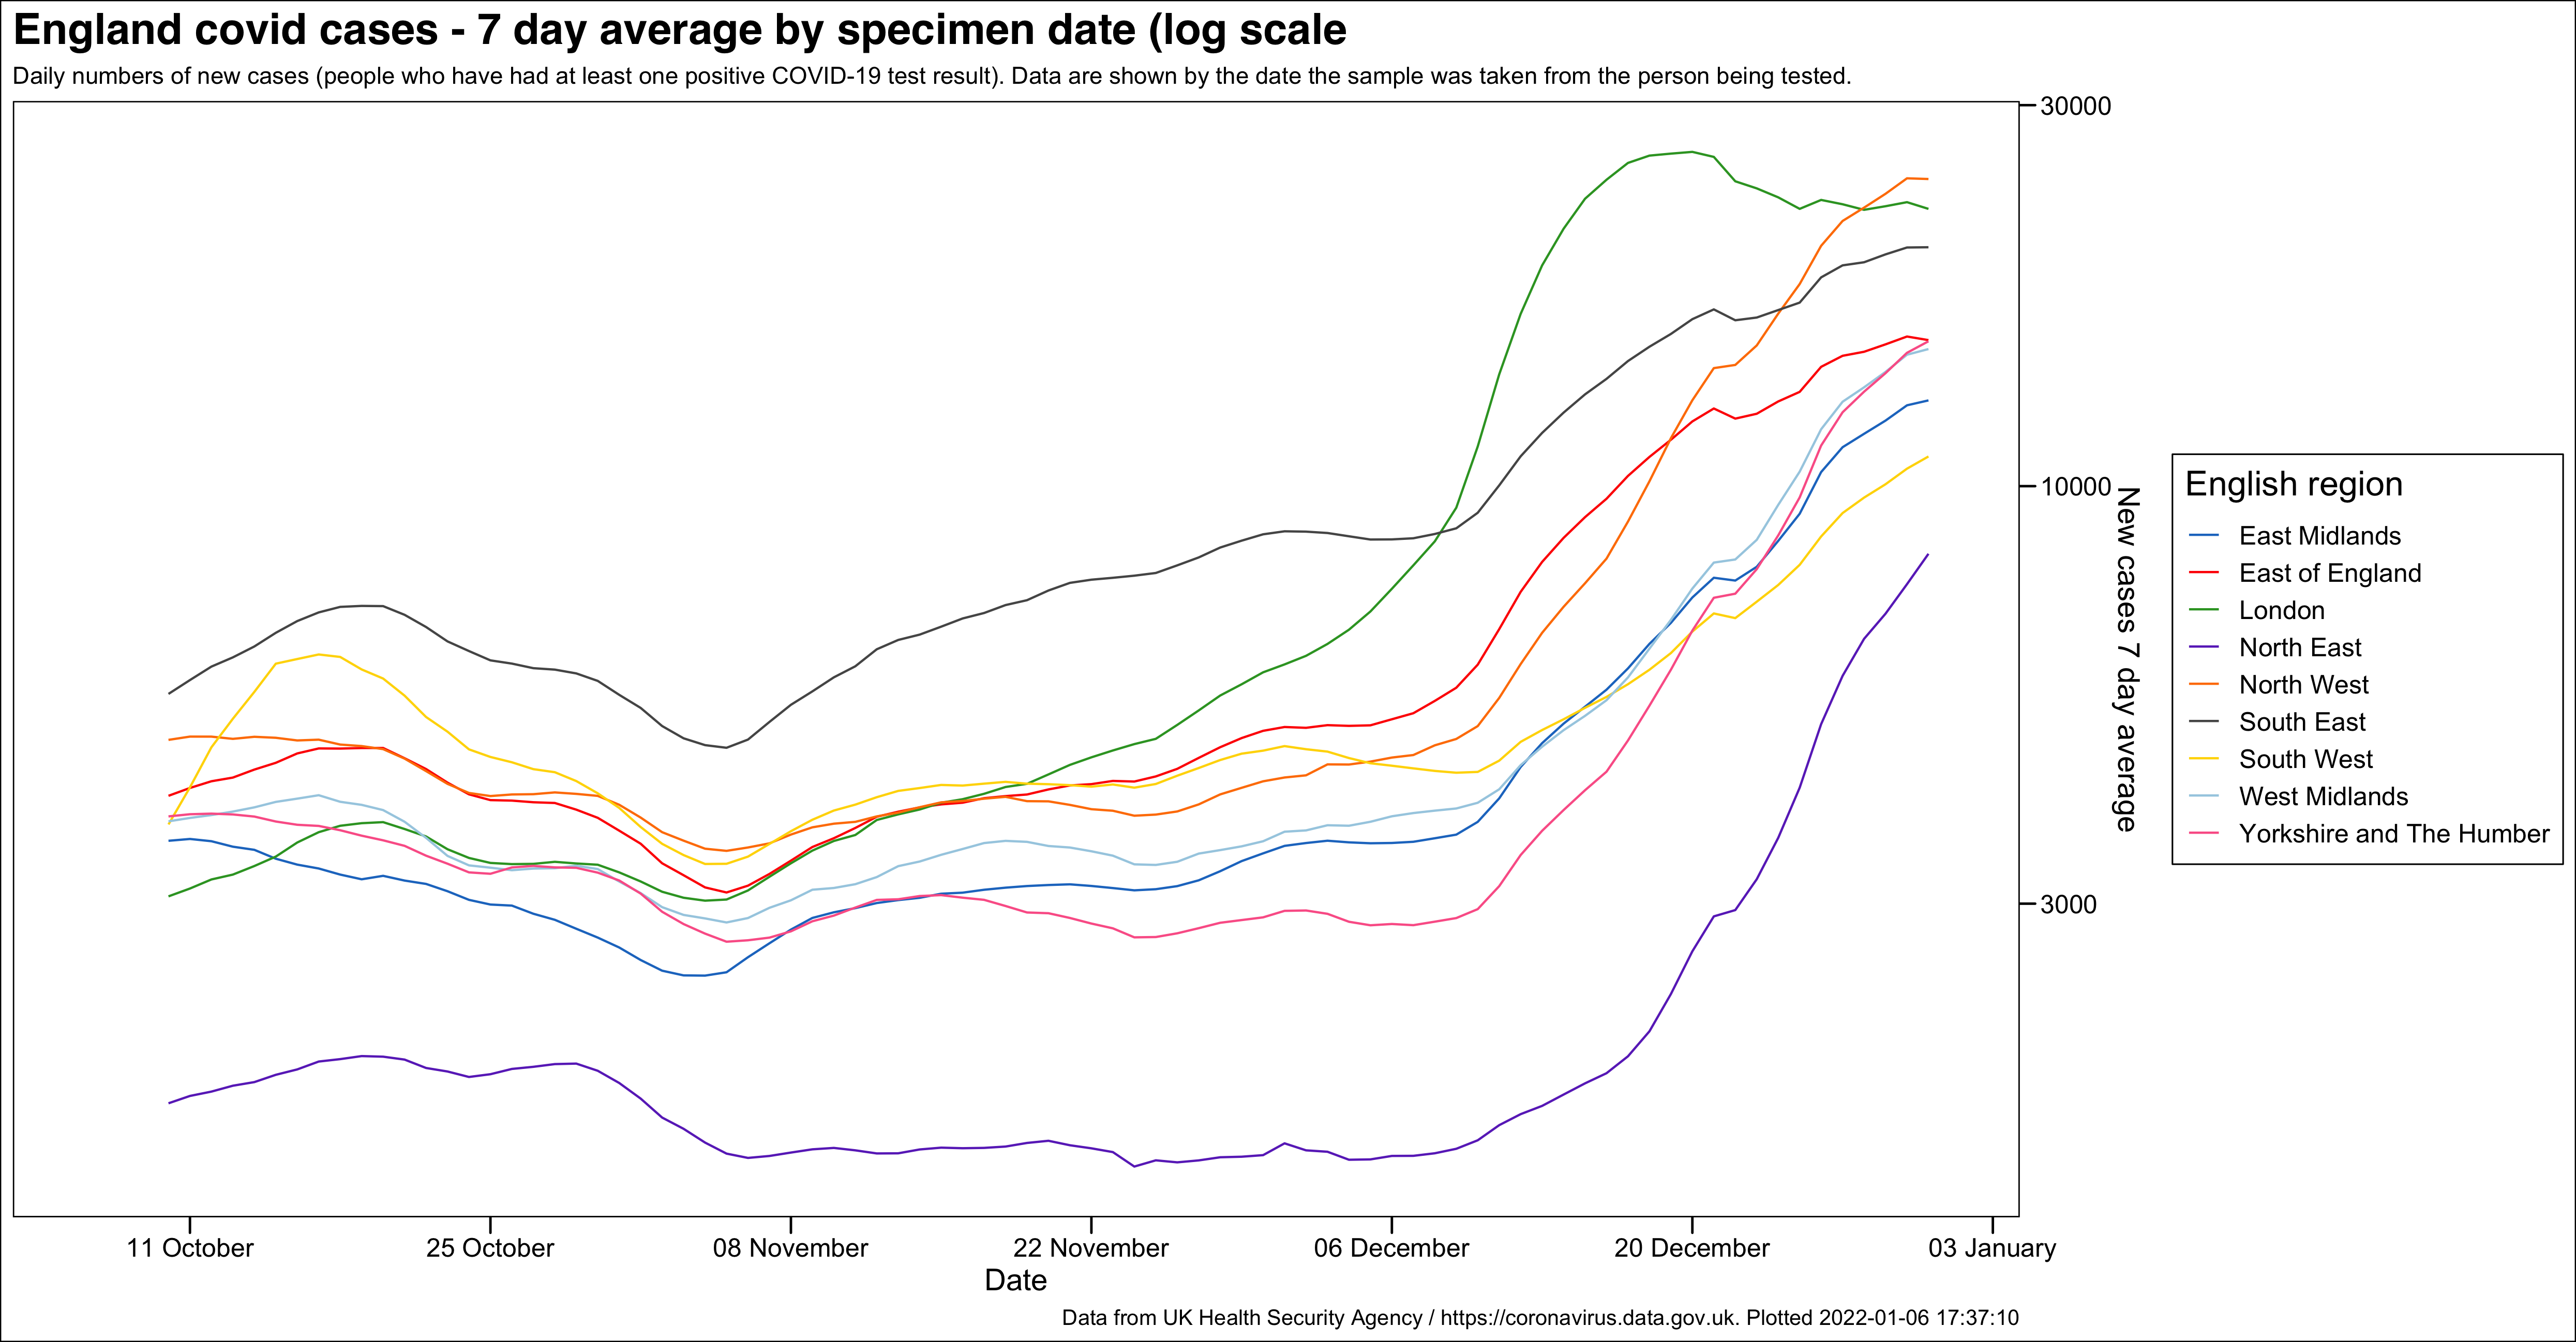 England covid cases - 7 day average by specimen date (log scale
Daily numbers of new cases (people who have had at least one positive COVID-19 test result). Data are shown by the date the sample was taken from the person being tested.
30000
10000
3000
New cases 7 day average
English region
East Midlands
East of England
London
North East
North West
South East
South West
West Midlands
Yorkshire and The Humber
11 October
25 October
08 November
22 November
06 December
20 December
03 January
Date
Data from UK Health Security Agency / https://coronavirus.data.gov.uk. Plotted 2022-01-06 17:37:10